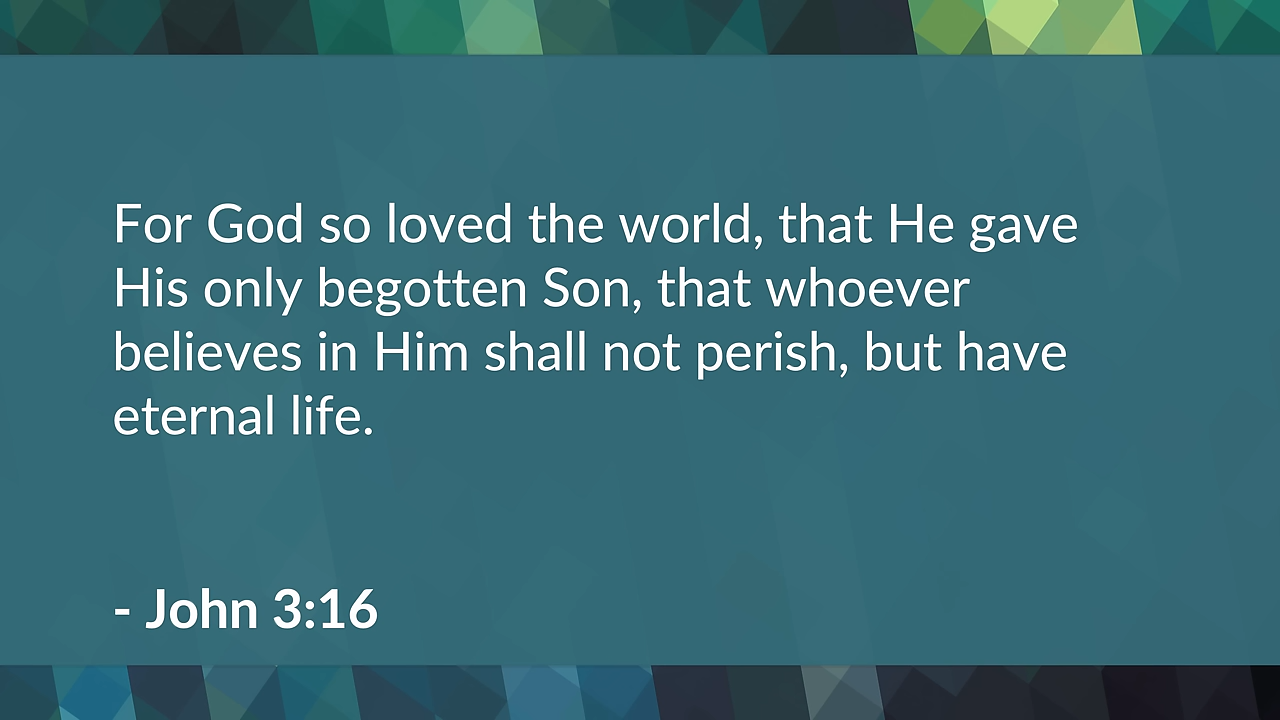 For God so loved the world, that He gave
His only begotten Son, that whoever
believes in Him shall not perish, but have
eternal life.
- John 3:16